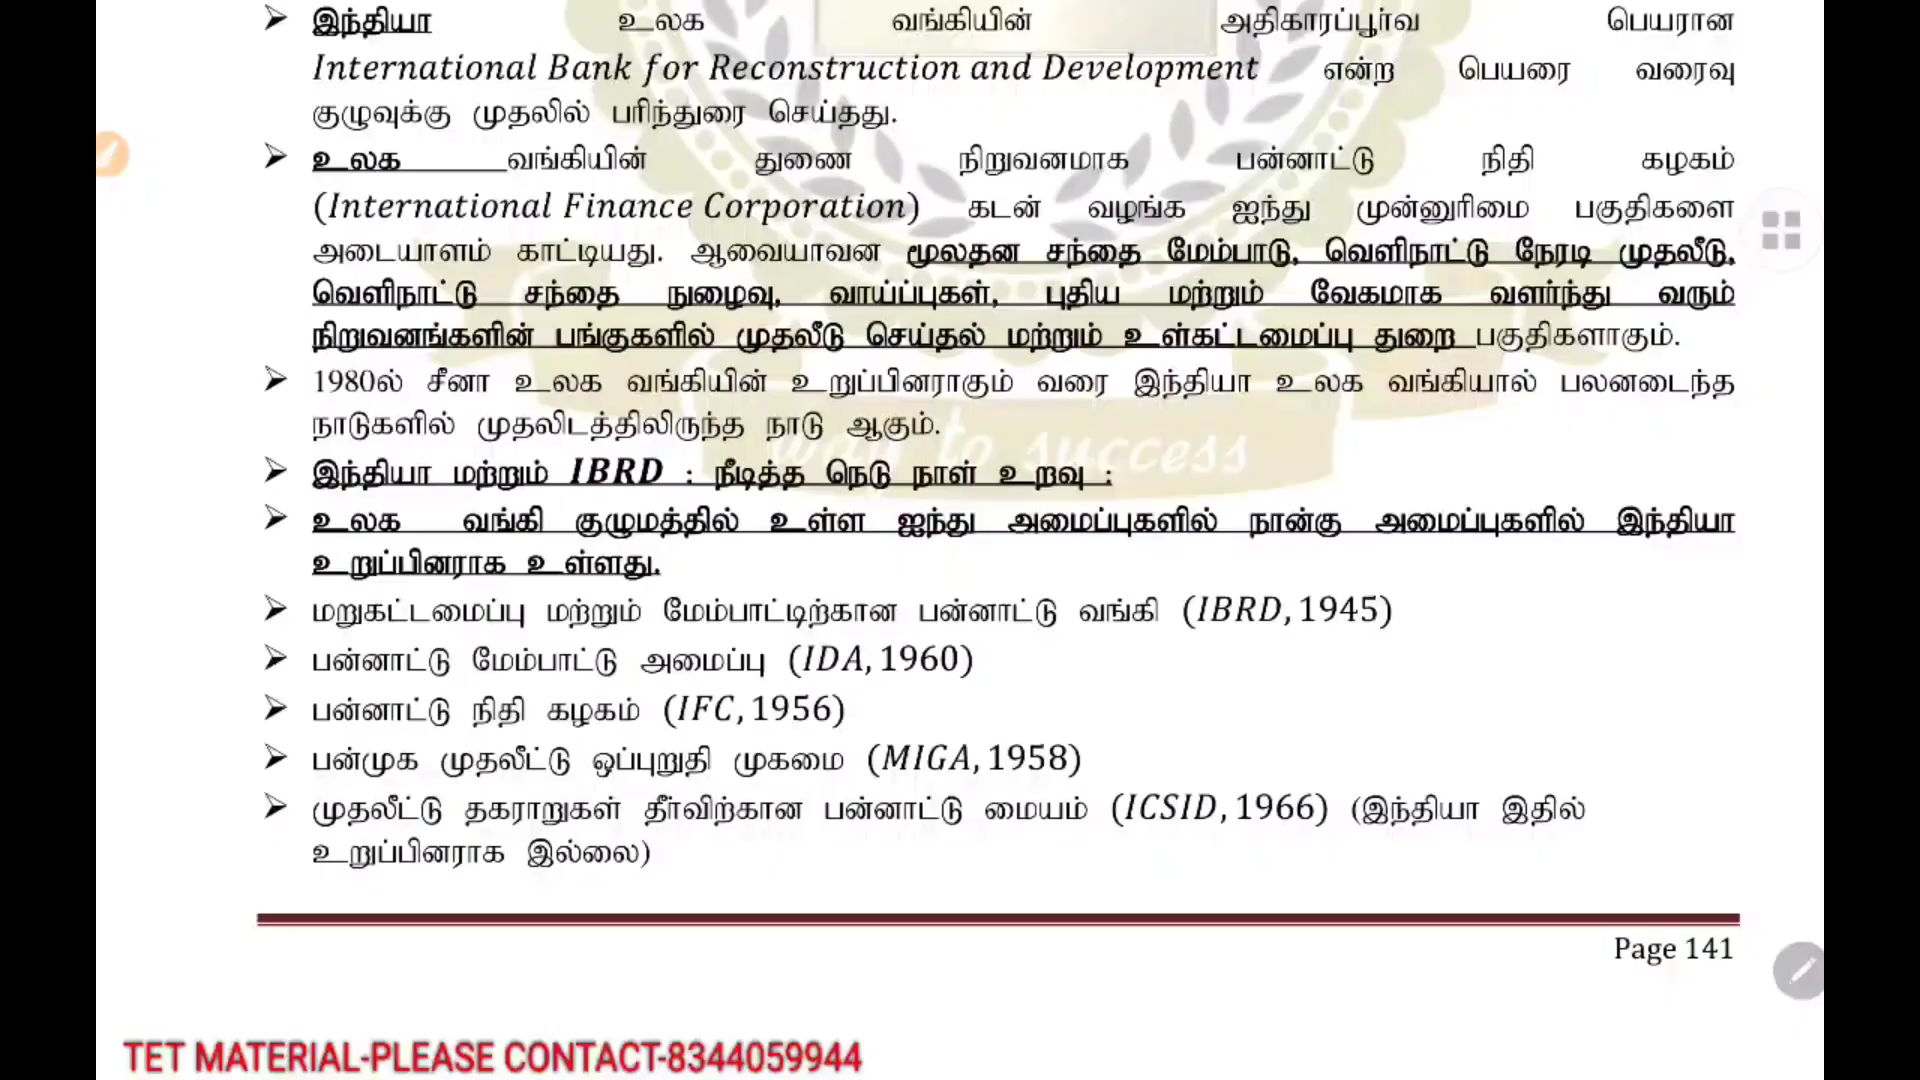 ➢ இந்தியா உலக வங்கியின் அதிகாரப்பூர்வ பெயரான
International Bank for Reconstruction and Development என்ற பெயரை வரைவு
குழுவுக்கு முதலில் பரிந்துரை செய்தது.
➢ உலக வங்கியின் துணை நிறுவனமாக பன்னாட்டு நிதி கழகம்
(International Finance Corporation) கடன் வழங்க ஐந்து முன்னுரிமை பகுதிகளை
அடையாளம் காட்டியது. ஆவையாவன மூலதன சந்தை மேம்பாடு, வெளிநாட்டு நேரடி முதலீடு,
வெளிநாட்டு சந்தை நுழைவு, வாய்ப்புகள், புதிய மற்றும் வேகமாக வளர்ந்து வரும்
நிறுவனங்களின் பங்குகளில் முதலீடு செய்தல் மற்றும் உள்கட்டமைப்பு துறை பகுதிகளாகும்.
➢ 1980ல் சீனா உலக வங்கியின் உறுப்பினராகும் வரை இந்தியா உலக வங்கியால் பலனடைந்த
நாடுகளில் முதலிடத்திலிருந்த நாடு ஆகும்.
way to success
➢ இந்தியா மற்றும் IBRD : நீடித்த நெடு நாள் உறவு :
➢ உலக வங்கி குழுமத்தில் உள்ள ஐந்து அமைப்புகளில் நான்கு அமைப்புகளில் இந்தியா
உறுப்பினராக உள்ளது.
➢ மறுகட்டமைப்பு மற்றும் மேம்பாட்டிற்கான பன்னாட்டு வங்கி (IBRD, 1945)
➢ பன்னாட்டு மேம்பாட்டு அமைப்பு (IDA, 1960)
➢ பன்னாட்டு நிதி கழகம் (IFC, 1956)
➢ பன்முக முதலீட்டு ஒப்புறுதி முகமை (MIGA, 1958)
➢ முதலீட்டு தகராறுகள் தீர்விற்கான பன்னாட்டு மையம் (ICSID, 1966) (இந்தியா இதில்
உறுப்பினராக இல்லை)
Page 141
TET MATERIAL-PLEASE CONTACT-8344059944